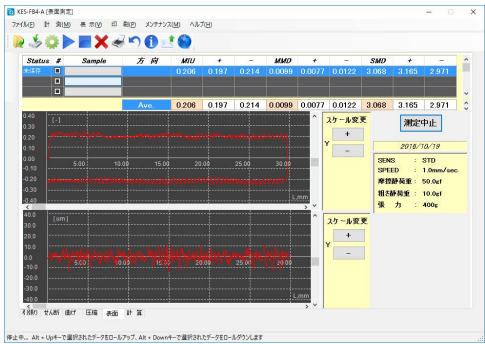 KES-FB4-A [表面測定]
ファイル(F) 計 測(M) 表 示(V) 印 刷(P) メンテナンス(M) ヘルプ(H)
Status # Sample 方 向 MIU + - MMD + - SMD + -
未保存 0.206 0.197 0.214 0.0099 0.0077 0.0122 3.068 3.165 2.971
Ave. 0.206 0.197 0.214 0.0099 0.0077 0.0122 3.068 3.165 2.971
0.40 [-]
0.30
0.20
0.10
0.00 5.00 10.00 15.00 20.00 25.00 30.00
-0.10
-0.20
-0.30
-0.40 L,mm
スケール変更
Y
+
-
測定中止
2016/10/19
SENS : STD
SPEED : 1.0mm/sec
摩擦静荷重 : 50.0gf
粗さ静荷重 : 10.0gf
張 力 : 400g
40.0 [um]
30.0
20.0
10.0
0.0 5.00 10.00 15.00 20.00 25.00 30.00
-10.0
-20.0
-30.0
-40.0 L,mm
スケール変更
Y
+
-
せん断 曲げ 圧縮 表面 計 算
停止中... Alt + Upキーで選択されたデータをロールアップ、Alt + Downキーで選択されたデータをロールダウンします